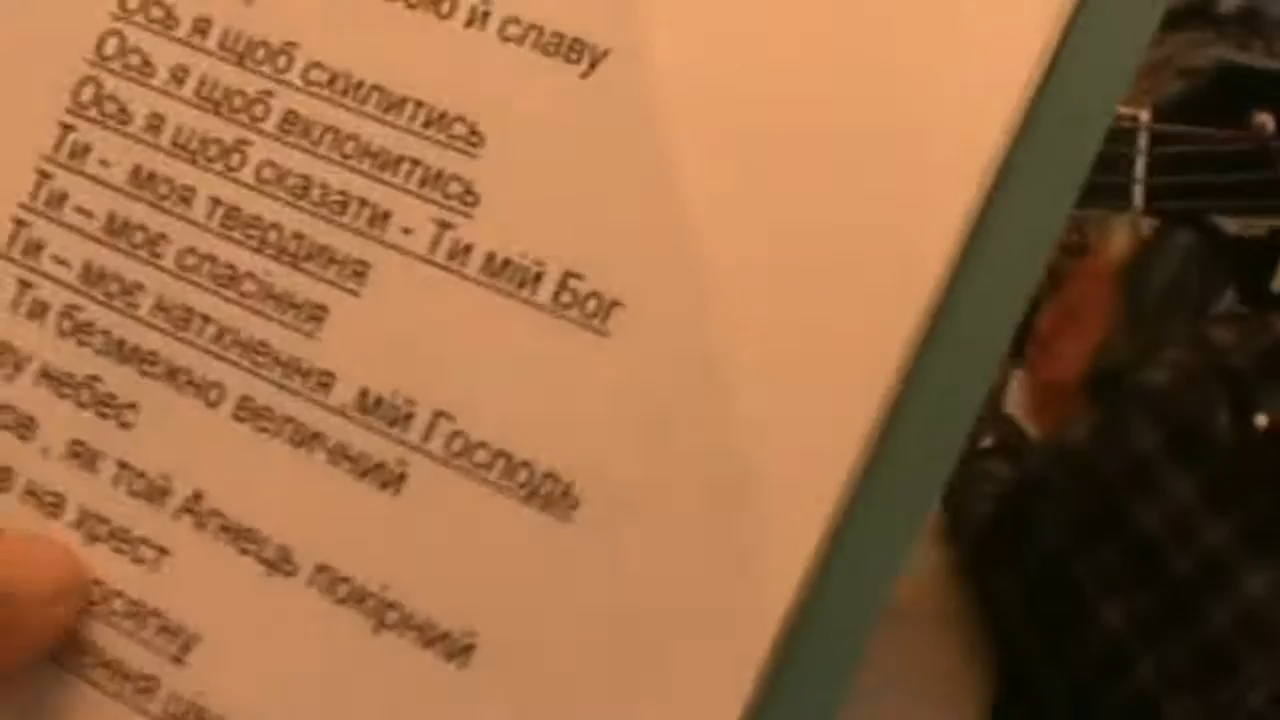 й славу
Ось я щоб схилитись
Ось я щоб вклонитись
Ось я щоб сказати - Ти мій Бог
Ти - моя твердиня
Ти – моє спасіння
Ти – моє натхнення ,мій Господь
Ти безмежно величний
небес
, як той Агнець покірний
на хрест